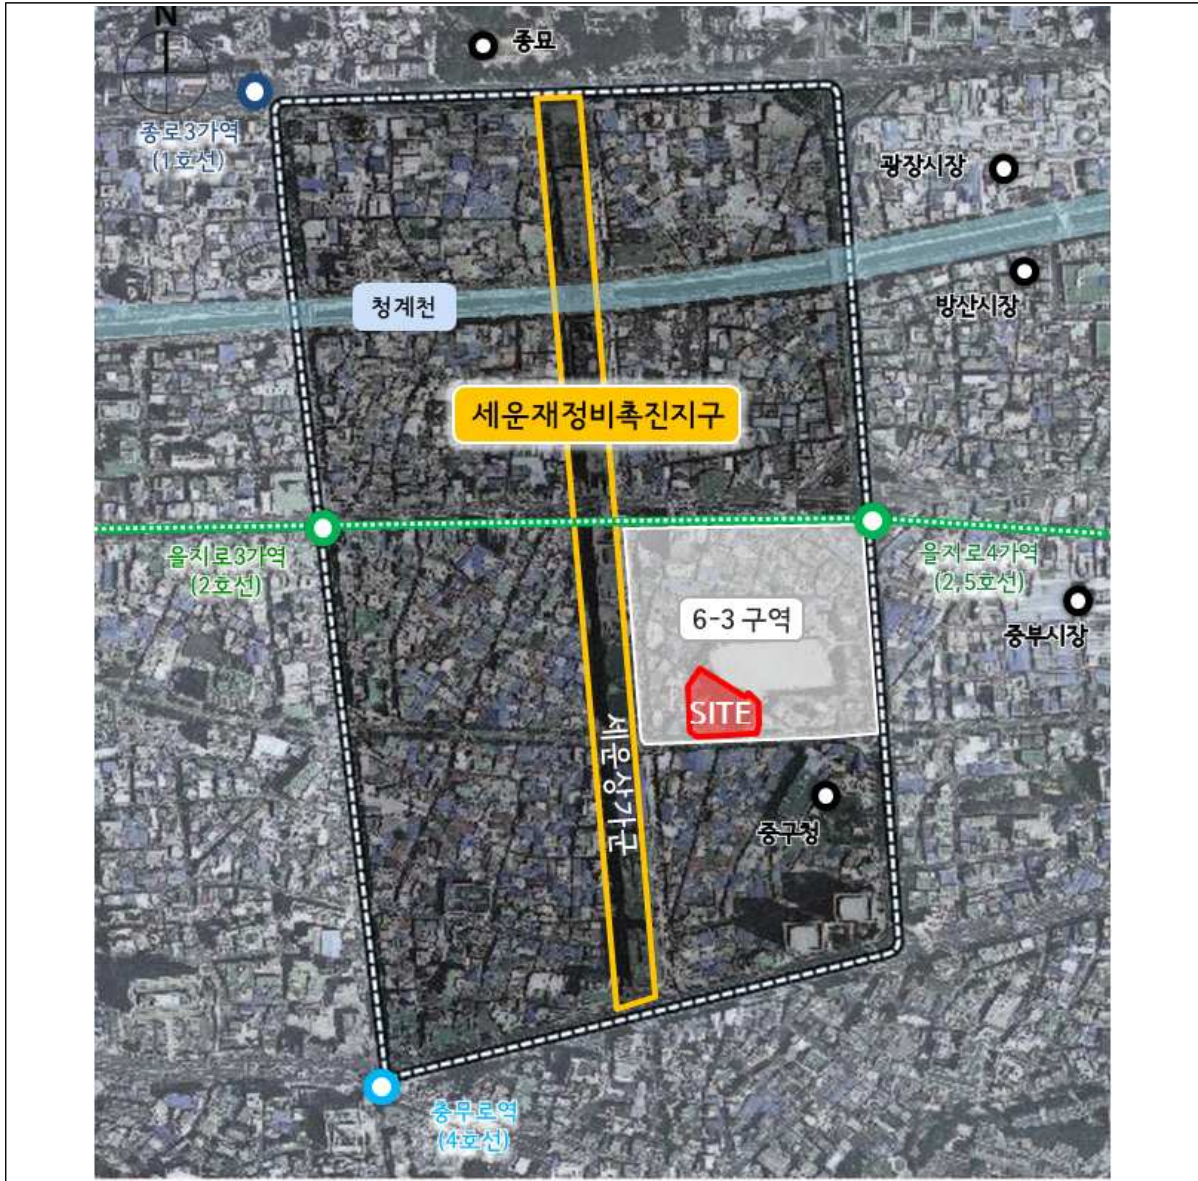 N
종묘
종로3가역
(1호선)
광장시장
방산시장
청계천
세운재정비촉진지구
을지로3가역
(2호선)
을지로4가역
(2,5호선)
6-3 구역
중부시장
SITE
세운상가군
중구청
충무로역
(4호선)